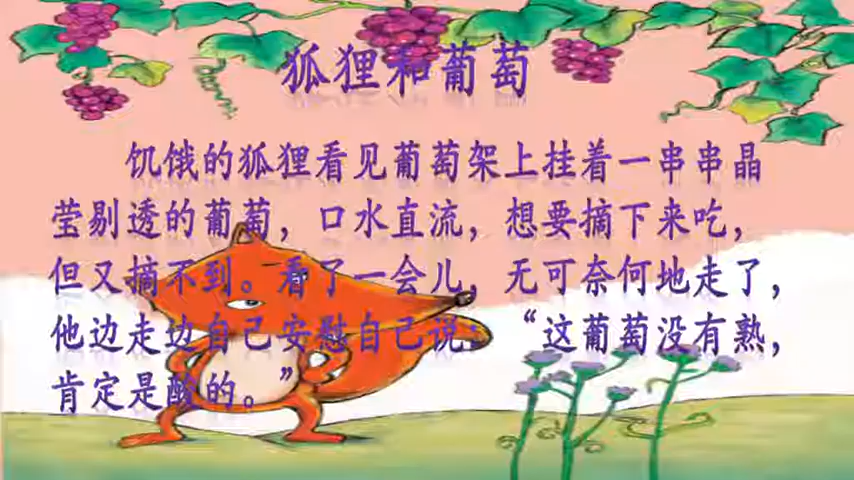 狐狸和葡萄
饥饿的狐狸看见葡萄架上挂着一串串晶
莹剔透的葡萄，口水直流，想要摘下来吃，
但又摘不到。看了一会儿，无可奈何地走了，
他边走边自己安慰自己说：“这葡萄没有熟，
肯定是酸的。”